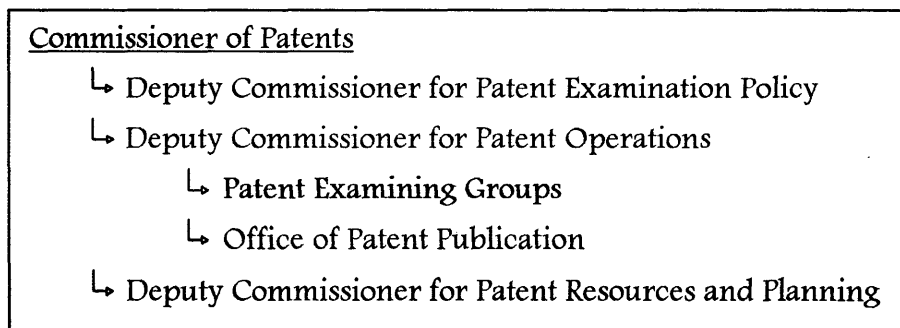 Commissioner of Patents
↳ Deputy Commissioner for Patent Examination Policy
↳ Deputy Commissioner for Patent Operations
↳ Patent Examining Groups
↳ Office of Patent Publication
↳ Deputy Commissioner for Patent Resources and Planning